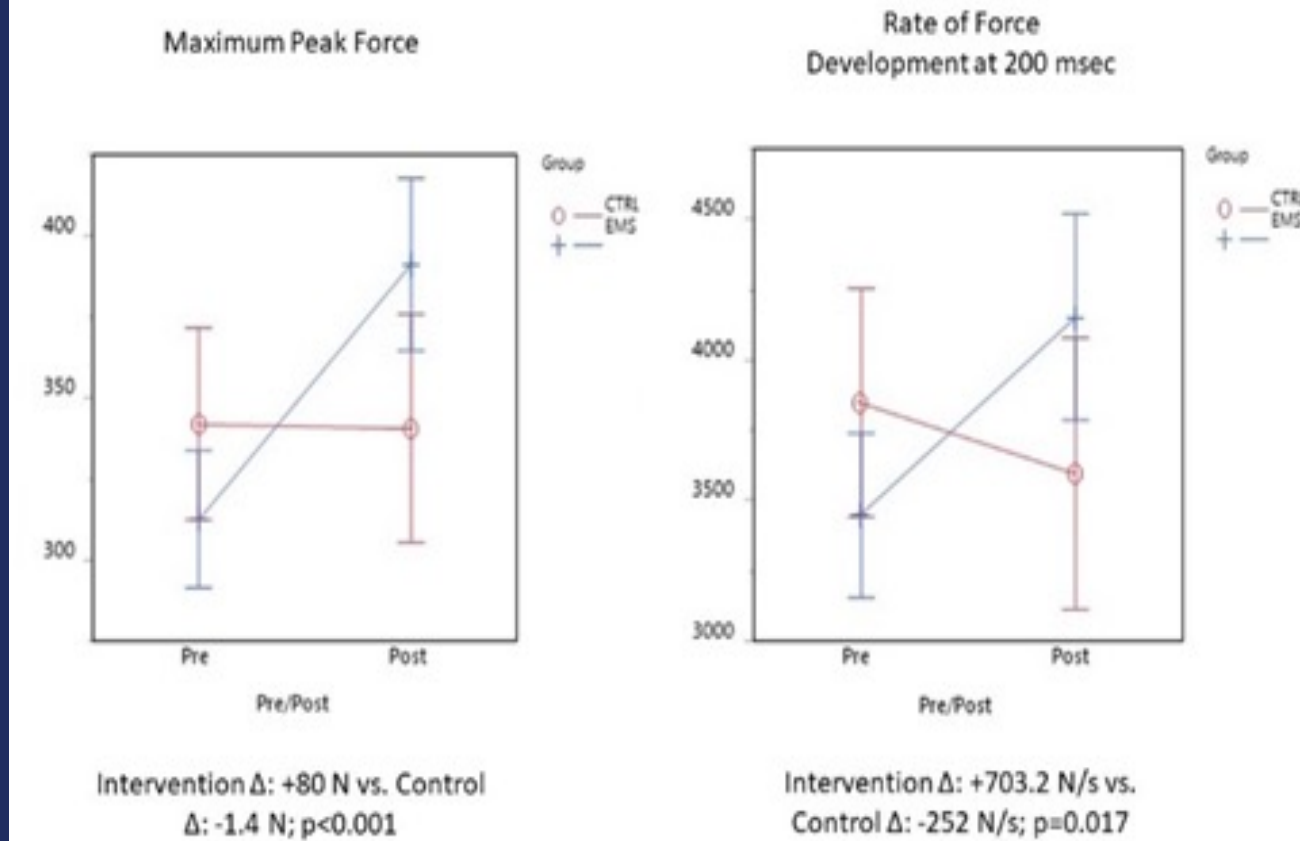 Maximum Peak Force
Group
CTRL
EMS
400
350
300
Pre
Post
Pre/Post
Intervention Δ: +80 N vs. Control
Δ: -1.4 N; p<0.001
Rate of Force
Development at 200 msec
Group
CTRL
EMS
4500
4000
3500
3000
Pre
Post
Pre/Post
Intervention Δ: +703.2 N/s vs.
Control Δ: -252 N/s; p=0.017